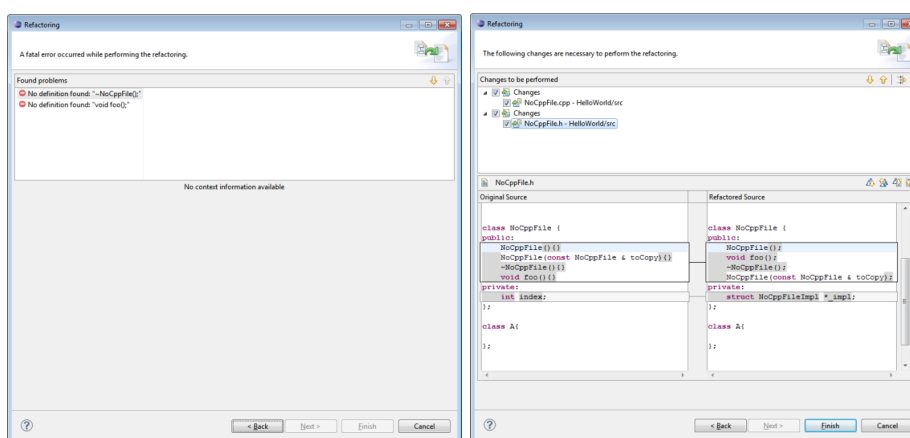 Refactoring
A fatal error occurred while performing the refactoring.
Found problems
No definition found: "~NoCppFile();"
No definition found: "void foo();"
No context information available
< Back
Next >
Finish
Cancel
Refactoring
The following changes are necessary to perform the refactoring.
Changes to be performed
Changes
NoCppFile.cpp - HelloWorld/src
Changes
NoCppFile.h - HelloWorld/src
NoCppFile.h
Original Source
class NoCppFile {
public:
NoCppFile(){}
NoCppFile(const NoCppFile & toCopy){}
~NoCppFile(){}
void foo(){}
private:
int index;
};
class A{
};
Refactored Source
class NoCppFile {
public:
NoCppFile();
void foo();
~NoCppFile();
NoCppFile(const NoCppFile & toCopy);
private:
struct NoCppFileImpl *_impl;
};
class A{
};
< Back
Next >
Finish
Cancel